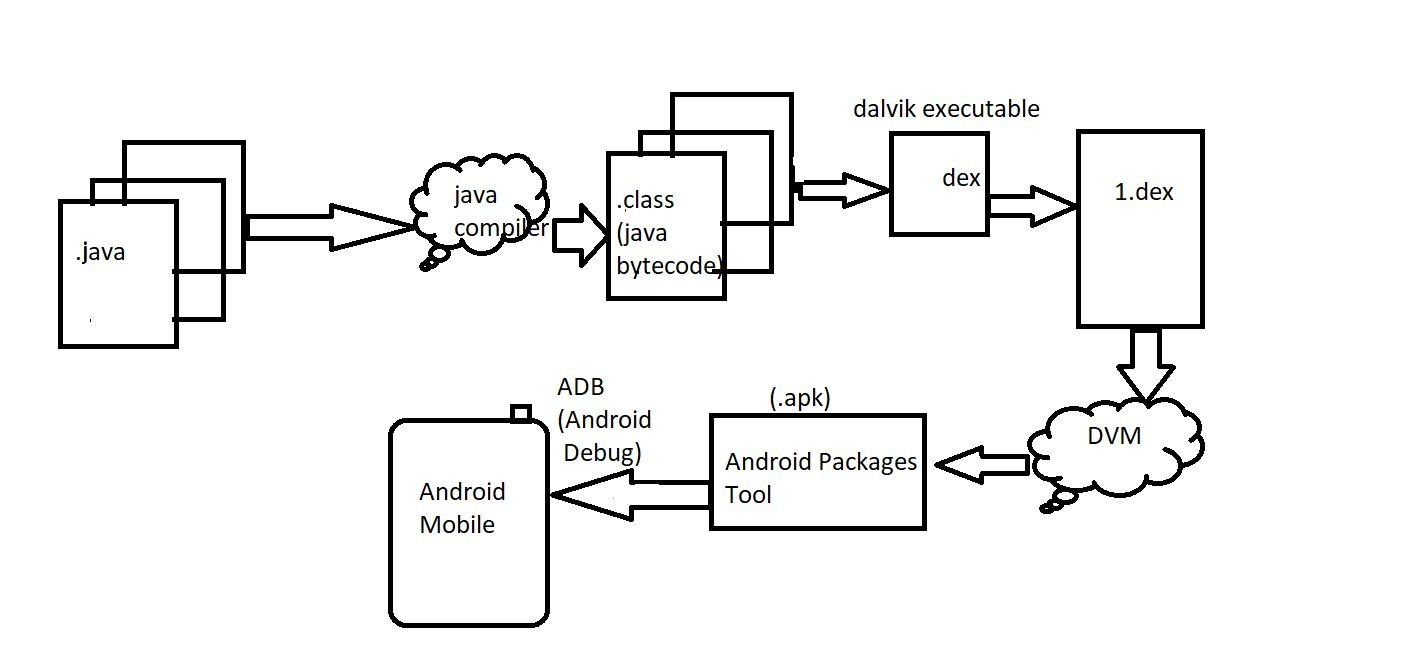 .java
java
compiler
.class
(java
bytecode)
dalvik executable
dex
1.dex
DVM
(.apk)
Android Packages
Tool
ADB
(Android
Debug)
Android
Mobile